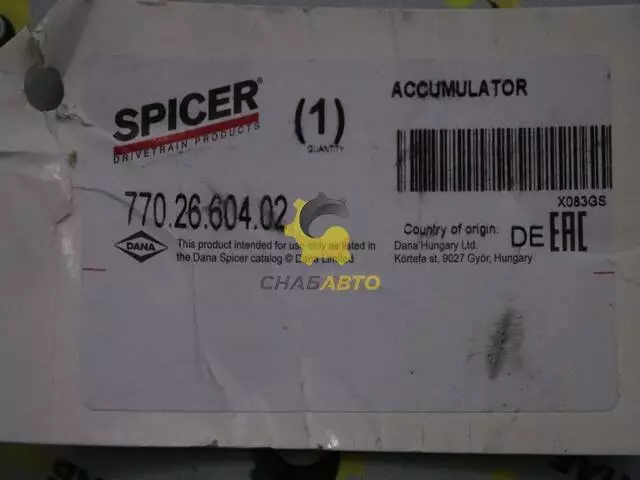 SPICER®
DRIVETRAIN PRODUCTS
(1)
QUANTITY
ACCUMULATOR
X083GS
770.26.604.02
DANA
This product intended for use only as listed in
the Dana Spicer catalog © Dana Limited
Country of origin.
Dana Hungary Ltd.
Körtefa st, 9027 Győr, Hungary
DE
EAC
СНАБАВТО